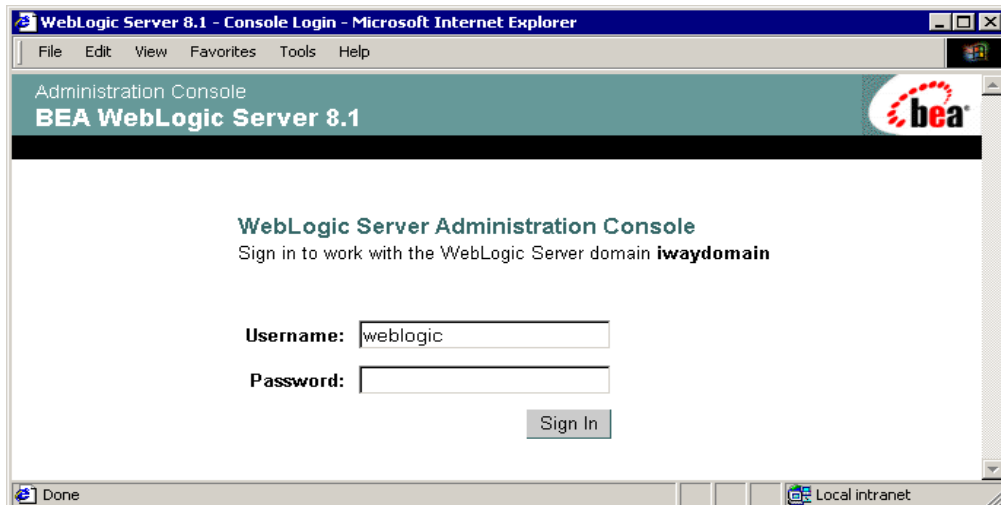 WebLogic Server 8.1 - Console Login - Microsoft Internet Explorer
File Edit View Favorites Tools Help
Administration Console
BEA WebLogic Server 8.1
bea
WebLogic Server Administration Console
Sign in to work with the WebLogic Server domain iwaydomain
Username: weblogic
Password:
Sign In
Done Local intranet